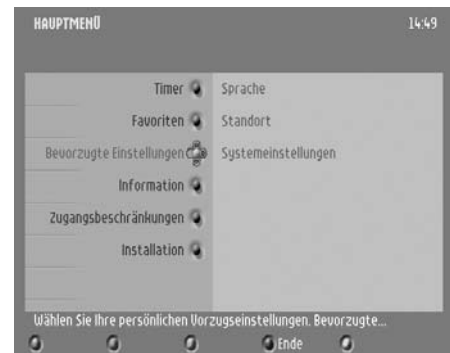 HAUPTMENÜ 14:49
Timer Sprache
Favoriten Standort
Bevorzugte Einstellungen Systemeinstellungen
Information
Zugangsbeschränkungen
Installation
Wählen Sie Ihre persönlichen Vorzugseinstellungen. Bevorzugte...
Ende